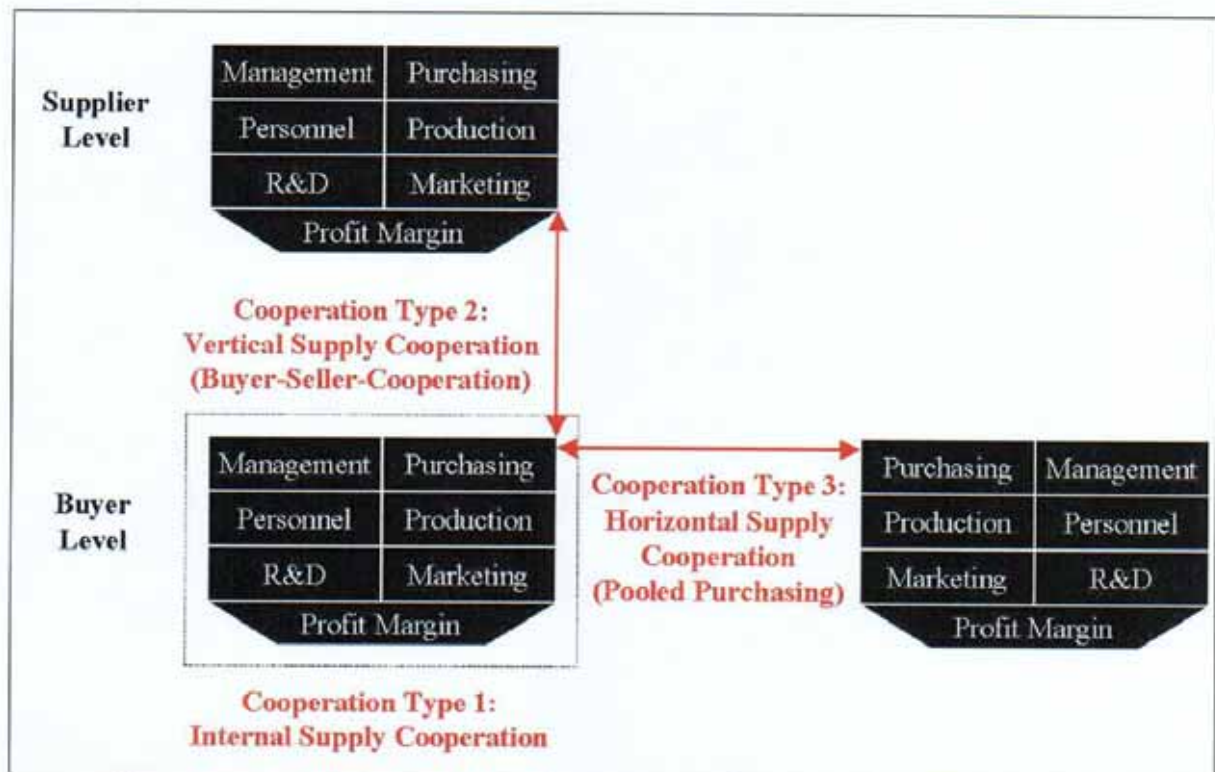 Supplier
Level
Management Purchasing
Personnel Production
R&D Marketing
Profit Margin
Cooperation Type 2:
Vertical Supply Cooperation
(Buyer-Seller-Cooperation)
Buyer
Level
Management Purchasing
Personnel Production
R&D Marketing
Profit Margin
Cooperation Type 3:
Horizontal Supply
Cooperation
(Pooled Purchasing)
Purchasing Management
Production Personnel
Marketing R&D
Profit Margin
Cooperation Type 1:
Internal Supply Cooperation